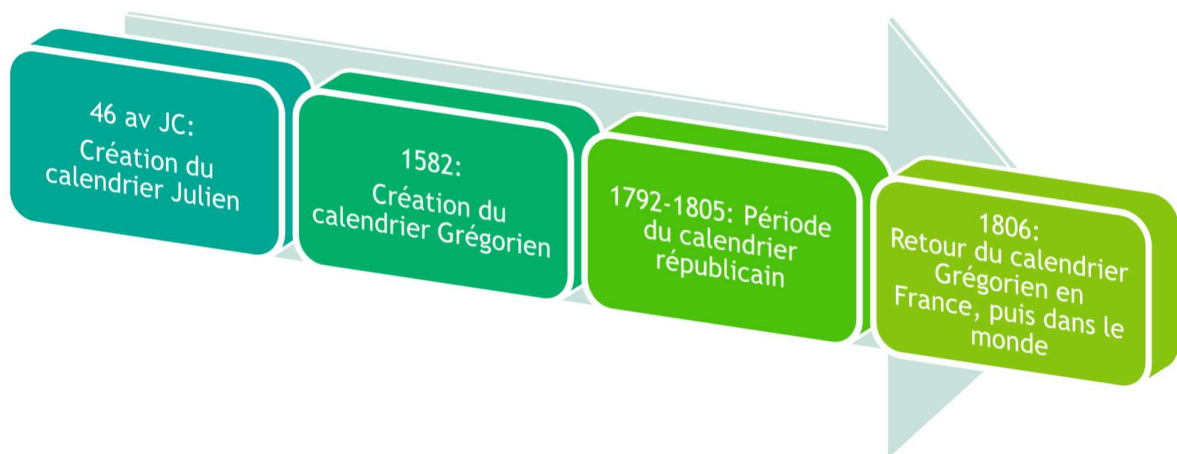 46 av JC:
Création du
calendrier Julien
1582:
Création du
calendrier Grégorien
1792-1805: Période
du calendrier
républicain
1806:
Retour du calendrier
Grégorien en
France, puis dans le
monde